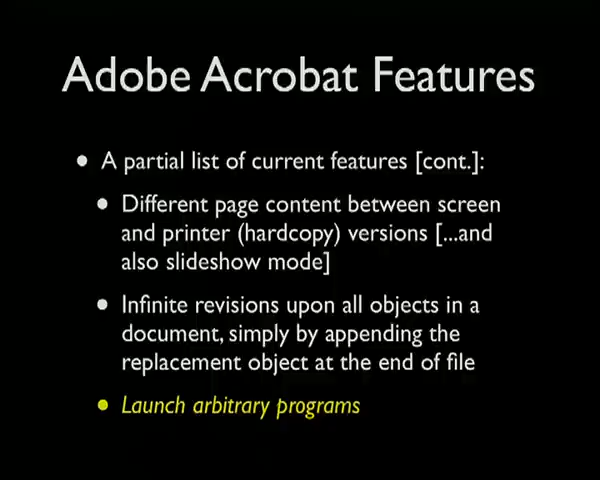 Adobe Acrobat Features
• A partial list of current features [cont.]:
• Different page content between screen
and printer (hardcopy) versions [...and
also slideshow mode]
• Infinite revisions upon all objects in a
document, simply by appending the
replacement object at the end of file
• Launch arbitrary programs